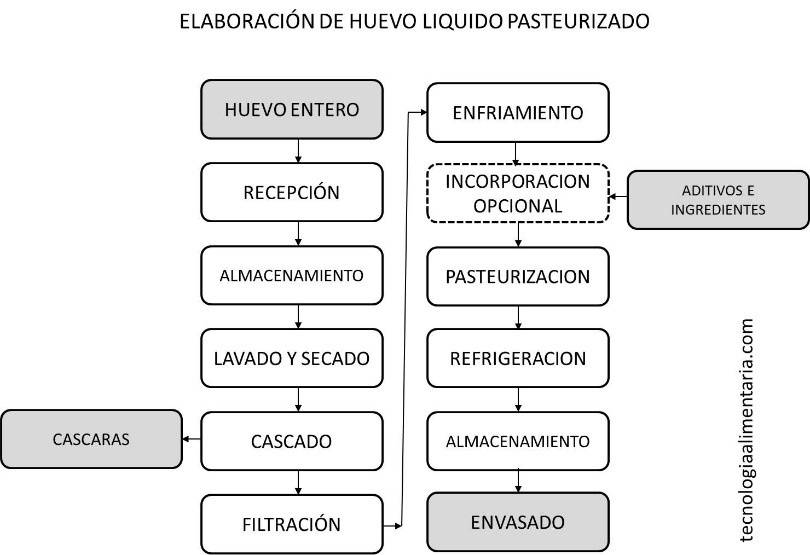 ELABORACIÓN DE HUEVO LIQUIDO PASTEURIZADO
HUEVO ENTERO
RECEPCIÓN
ALMACENAMIENTO
LAVADO Y SECADO
CASCARAS
CASCADO
FILTRACIÓN
ENFRIAMIENTO
INCORPORACION
OPCIONAL
ADITIVOS E
INGREDIENTES
PASTEURIZACION
REFRIGERACION
ALMACENAMIENTO
ENVASADO
tecnologiaalimentaria.com